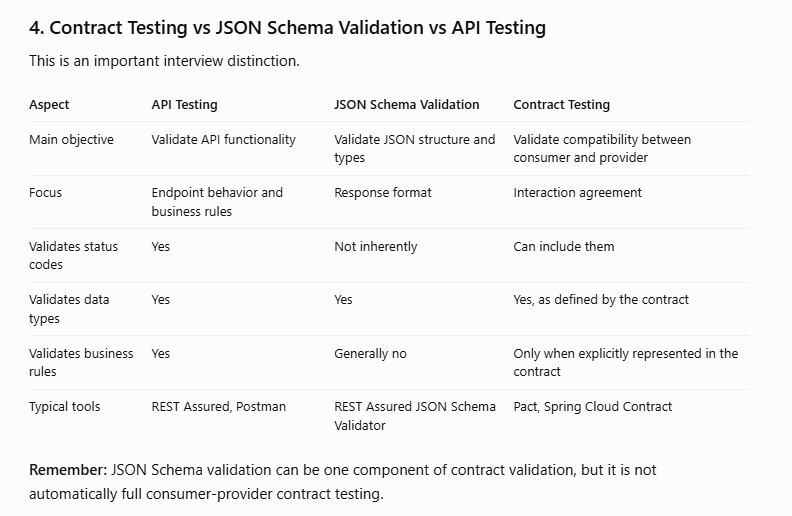 4. Contract Testing vs JSON Schema Validation vs API Testing
This is an important interview distinction.
Aspect API Testing JSON Schema Validation Contract Testing
Main objective Validate API functionality Validate JSON structure and types Validate compatibility between consumer and provider
Focus Endpoint behavior and business rules Response format Interaction agreement
Validates status codes Yes Not inherently Can include them
Validates data types Yes Yes Yes, as defined by the contract
Validates business rules Yes Generally no Only when explicitly represented in the contract
Typical tools REST Assured, Postman REST Assured JSON Schema Validator Pact, Spring Cloud Contract
Remember: JSON Schema validation can be one component of contract validation, but it is not
automatically full consumer-provider contract testing.